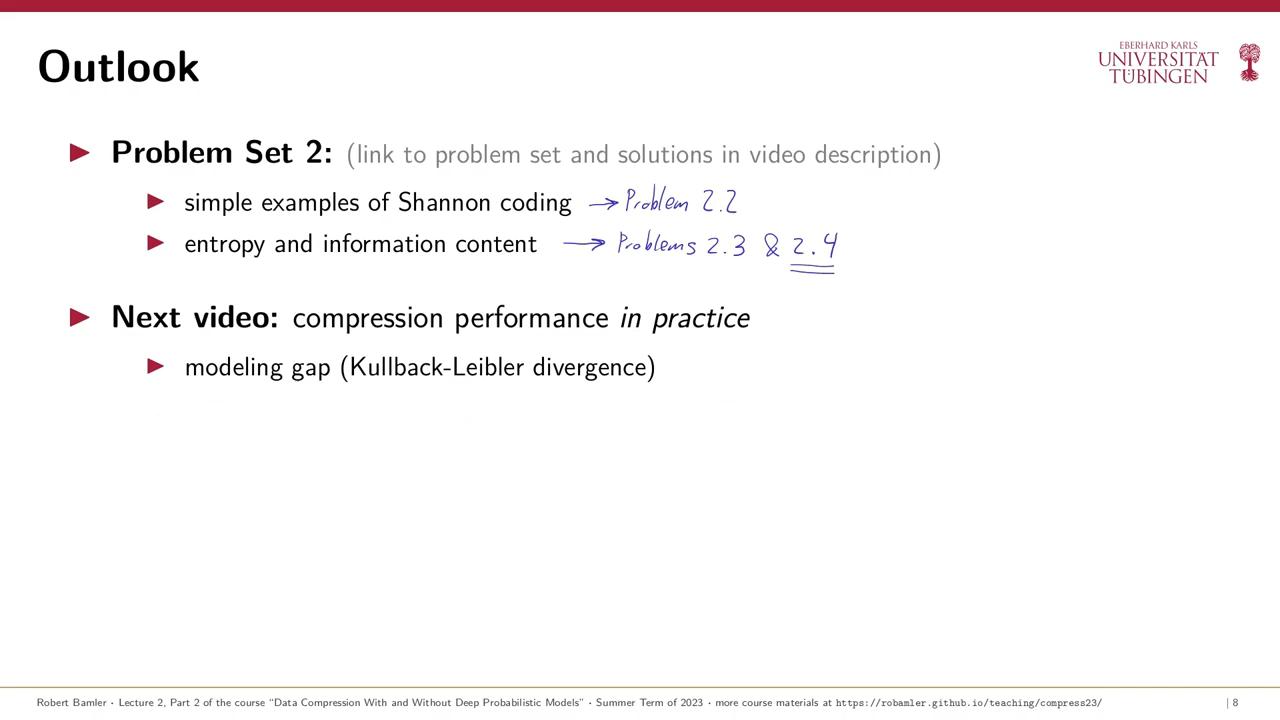 Outlook
EBERHARD KARLS
UNIVERSITÄT
TÜBINGEN
Problem Set 2: (link to problem set and solutions in video description)
simple examples of Shannon coding → Problem 2.2
entropy and information content → Problems 2.3 & 2.4
Next video: compression performance in practice
modeling gap (Kullback-Leibler divergence)
Robert Bamler · Lecture 2, Part 2 of the course “Data Compression With and Without Deep Probabilistic Models” · Summer Term of 2023 · more course materials at https://robamler.github.io/teaching/compress23/ | 8